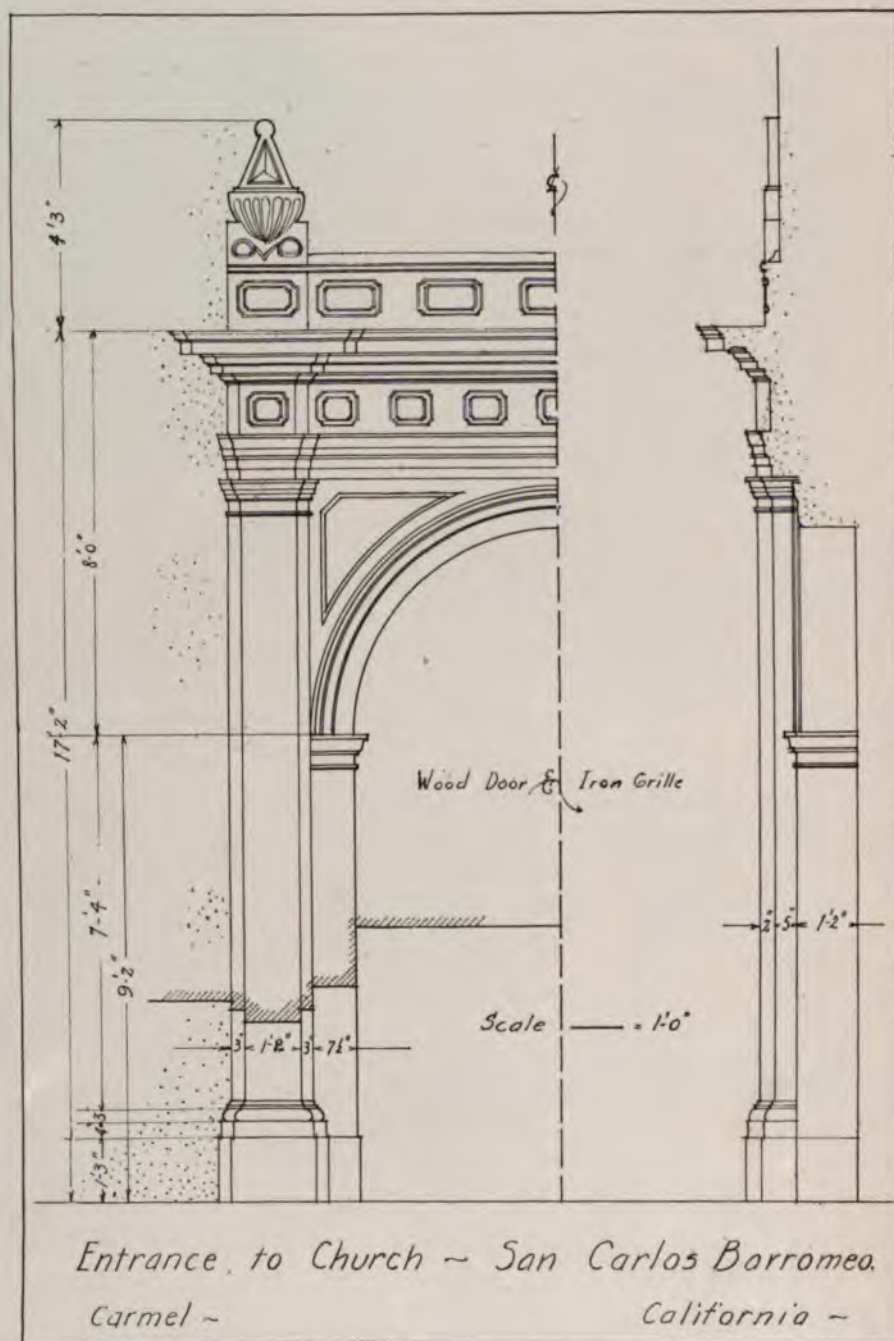 4'3"
8'-0"
17'-2"
Wood Door & Iron Grille
7'-4"
9'-2"
2" 5" 1'-2"
Scale = 1'-0"
3" 1'-2" 3" 7½"
1'-3"
Entrance to Church ~ San Carlos Borromeo.
Carmel ~ California ~